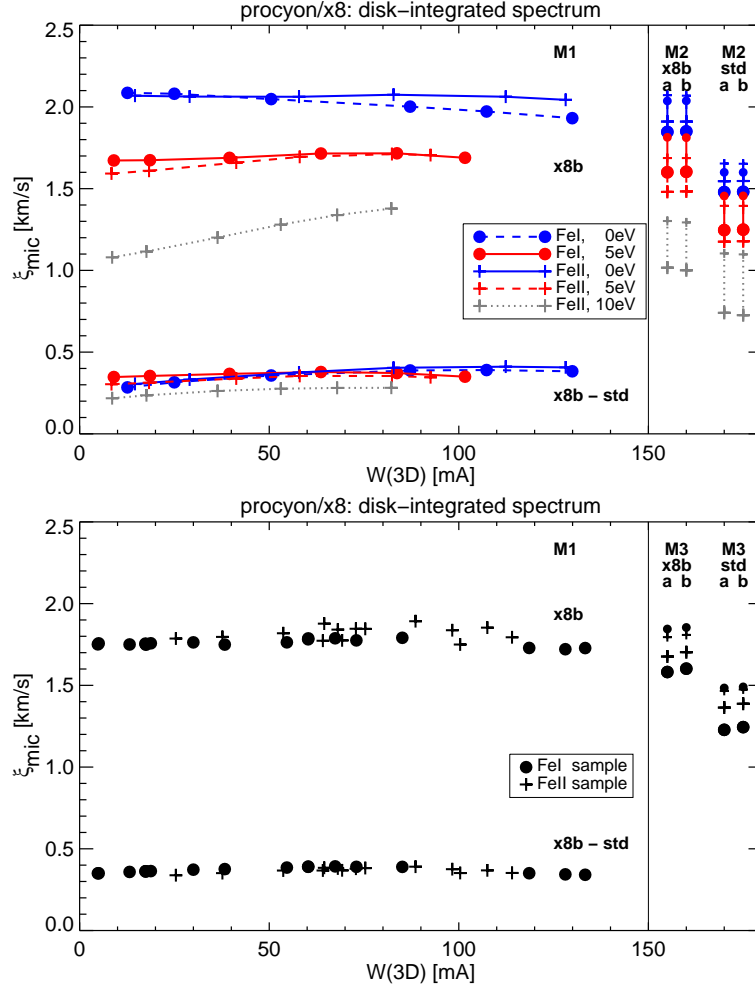 procyon/x8: disk−integrated spectrum
2.5
2.0
1.5
1.0
0.5
0.0
ξmic [km/s]
M1
x8b
x8b − std
M2 M2
x8b std
a b a b
FeI, 0eV
FeI, 5eV
FeII, 0eV
FeII, 5eV
FeII, 10eV
0 50 100 150
W(3D) [mA]
procyon/x8: disk−integrated spectrum
2.5
2.0
1.5
1.0
0.5
0.0
ξmic [km/s]
M1
x8b
x8b − std
M3 M3
x8b std
a b a b
FeI sample
FeII sample
0 50 100 150
W(3D) [mA]